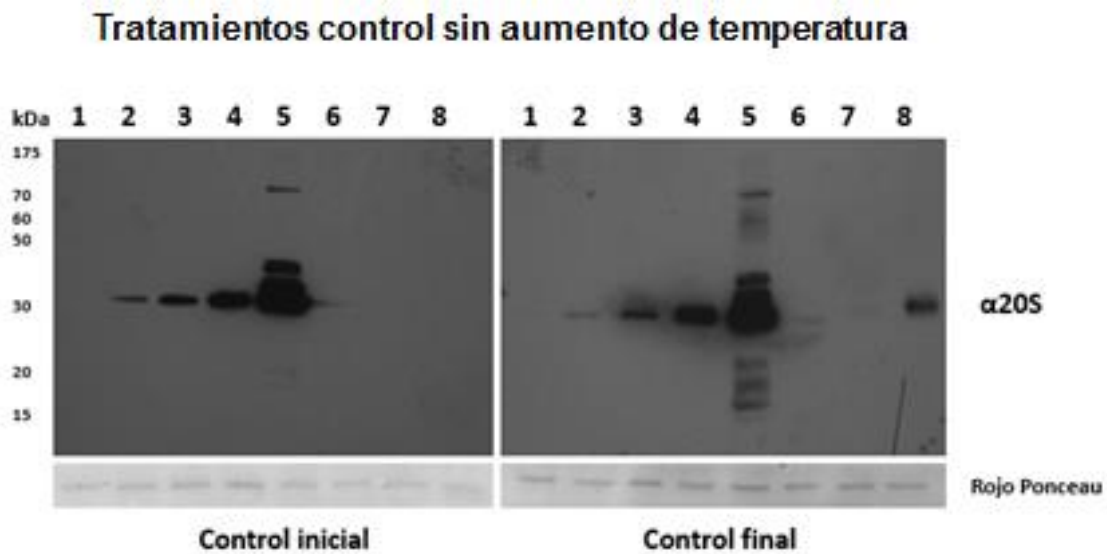 Tratamientos control sin aumento de temperatura
kDa 1 2 3 4 5 6 7 8 1 2 3 4 5 6 7 8
175
70
60
50
30 α20S
20
15
Rojo Ponceau
Control inicial Control final